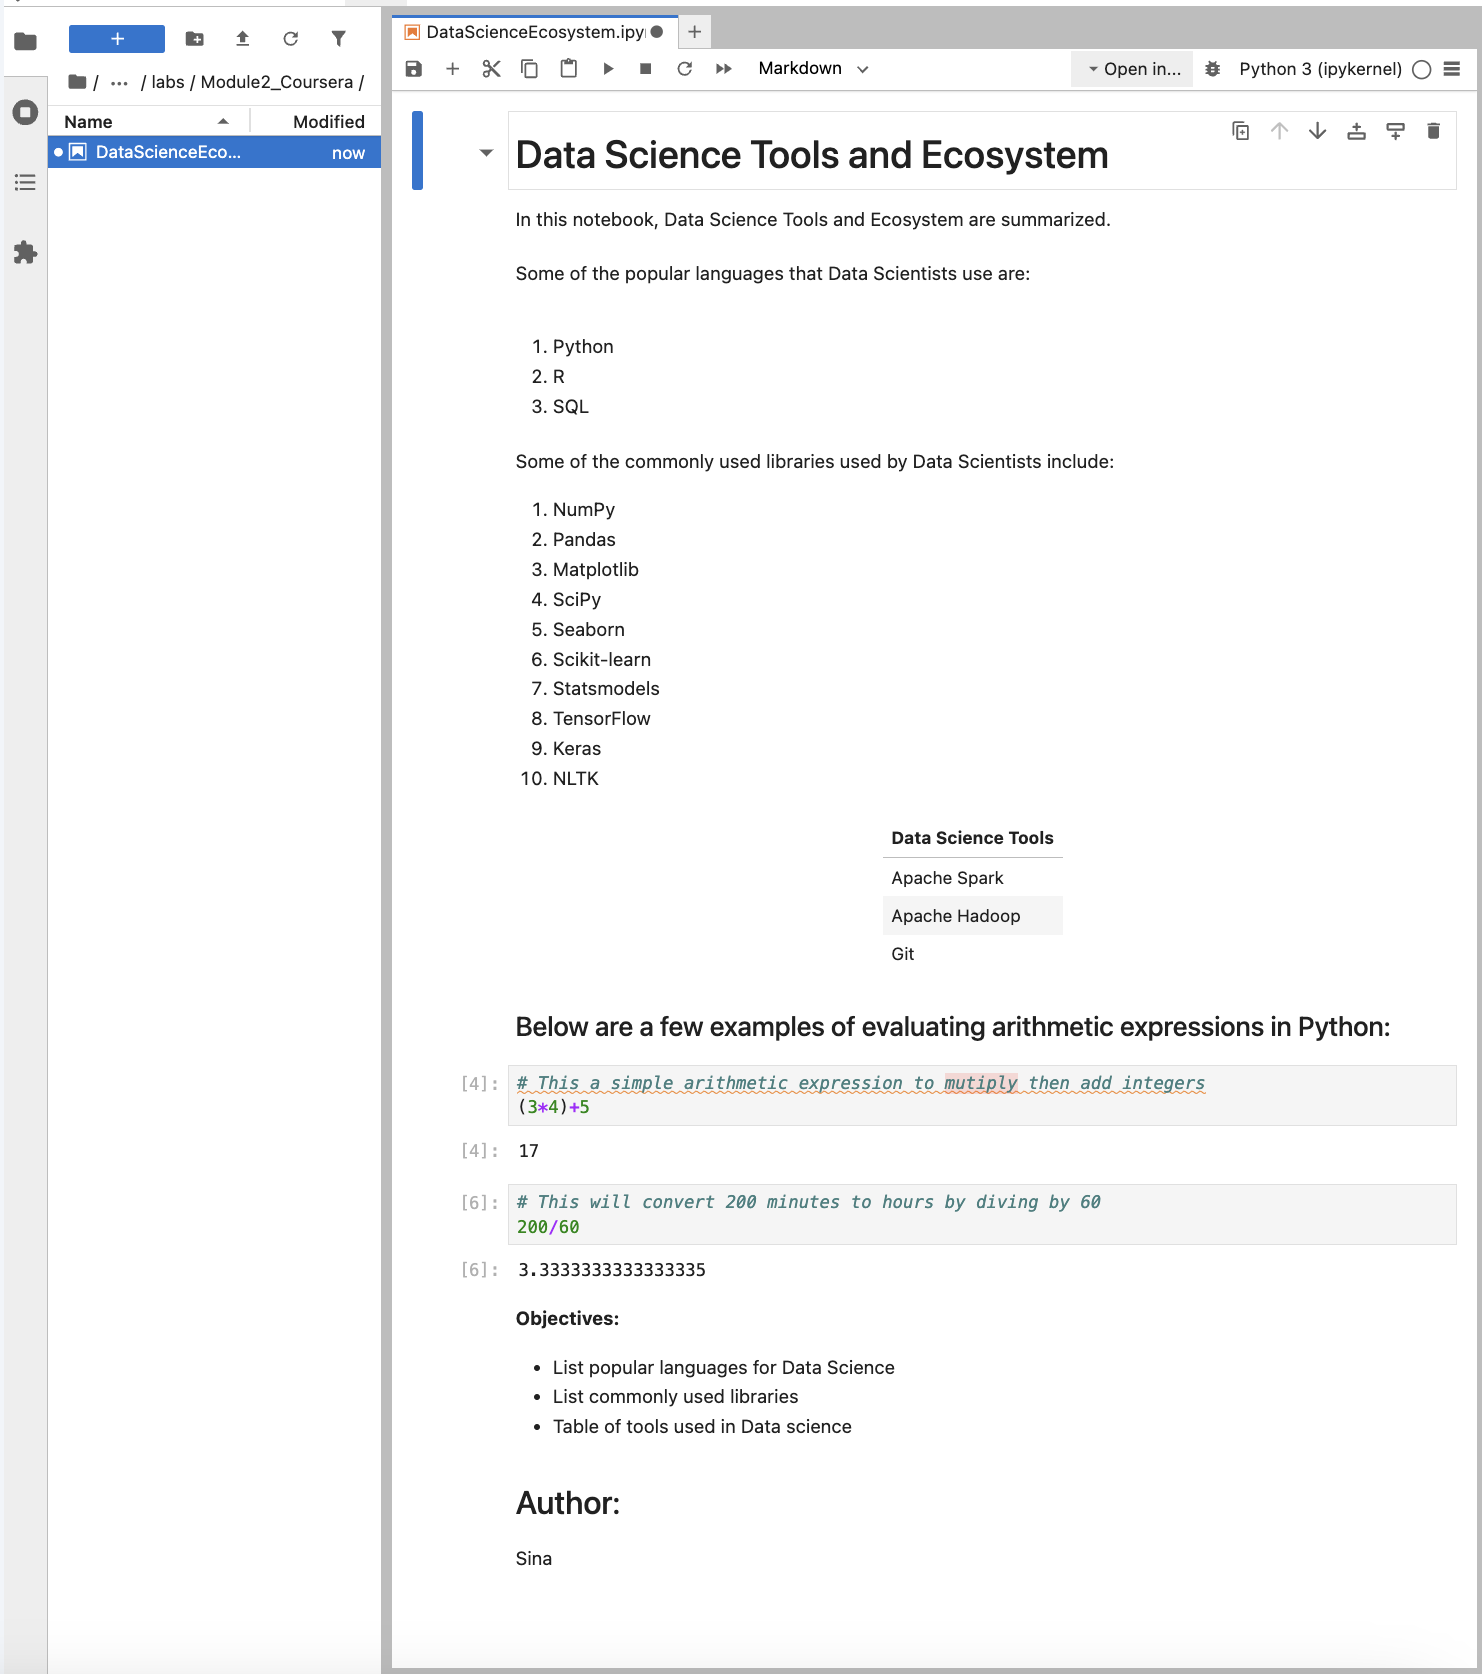 / ... / labs / Module2_Coursera /
Name Modified
DataScienceEco... now
DataScienceEcosystem.ipy
Markdown
Open in...
Python 3 (ipykernel)
Data Science Tools and Ecosystem
In this notebook, Data Science Tools and Ecosystem are summarized.
Some of the popular languages that Data Scientists use are:
1. Python
2. R
3. SQL
Some of the commonly used libraries used by Data Scientists include:
1. NumPy
2. Pandas
3. Matplotlib
4. SciPy
5. Seaborn
6. Scikit-learn
7. Statsmodels
8. TensorFlow
9. Keras
10. NLTK
Data Science Tools
Apache Spark
Apache Hadoop
Git
Below are a few examples of evaluating arithmetic expressions in Python:
[4]: # This a simple arithmetic expression to mutiply then add integers
(3*4)+5
[4]: 17
[6]: # This will convert 200 minutes to hours by diving by 60
200/60
[6]: 3.3333333333333335
Objectives:
• List popular languages for Data Science
• List commonly used libraries
• Table of tools used in Data science
Author:
Sina